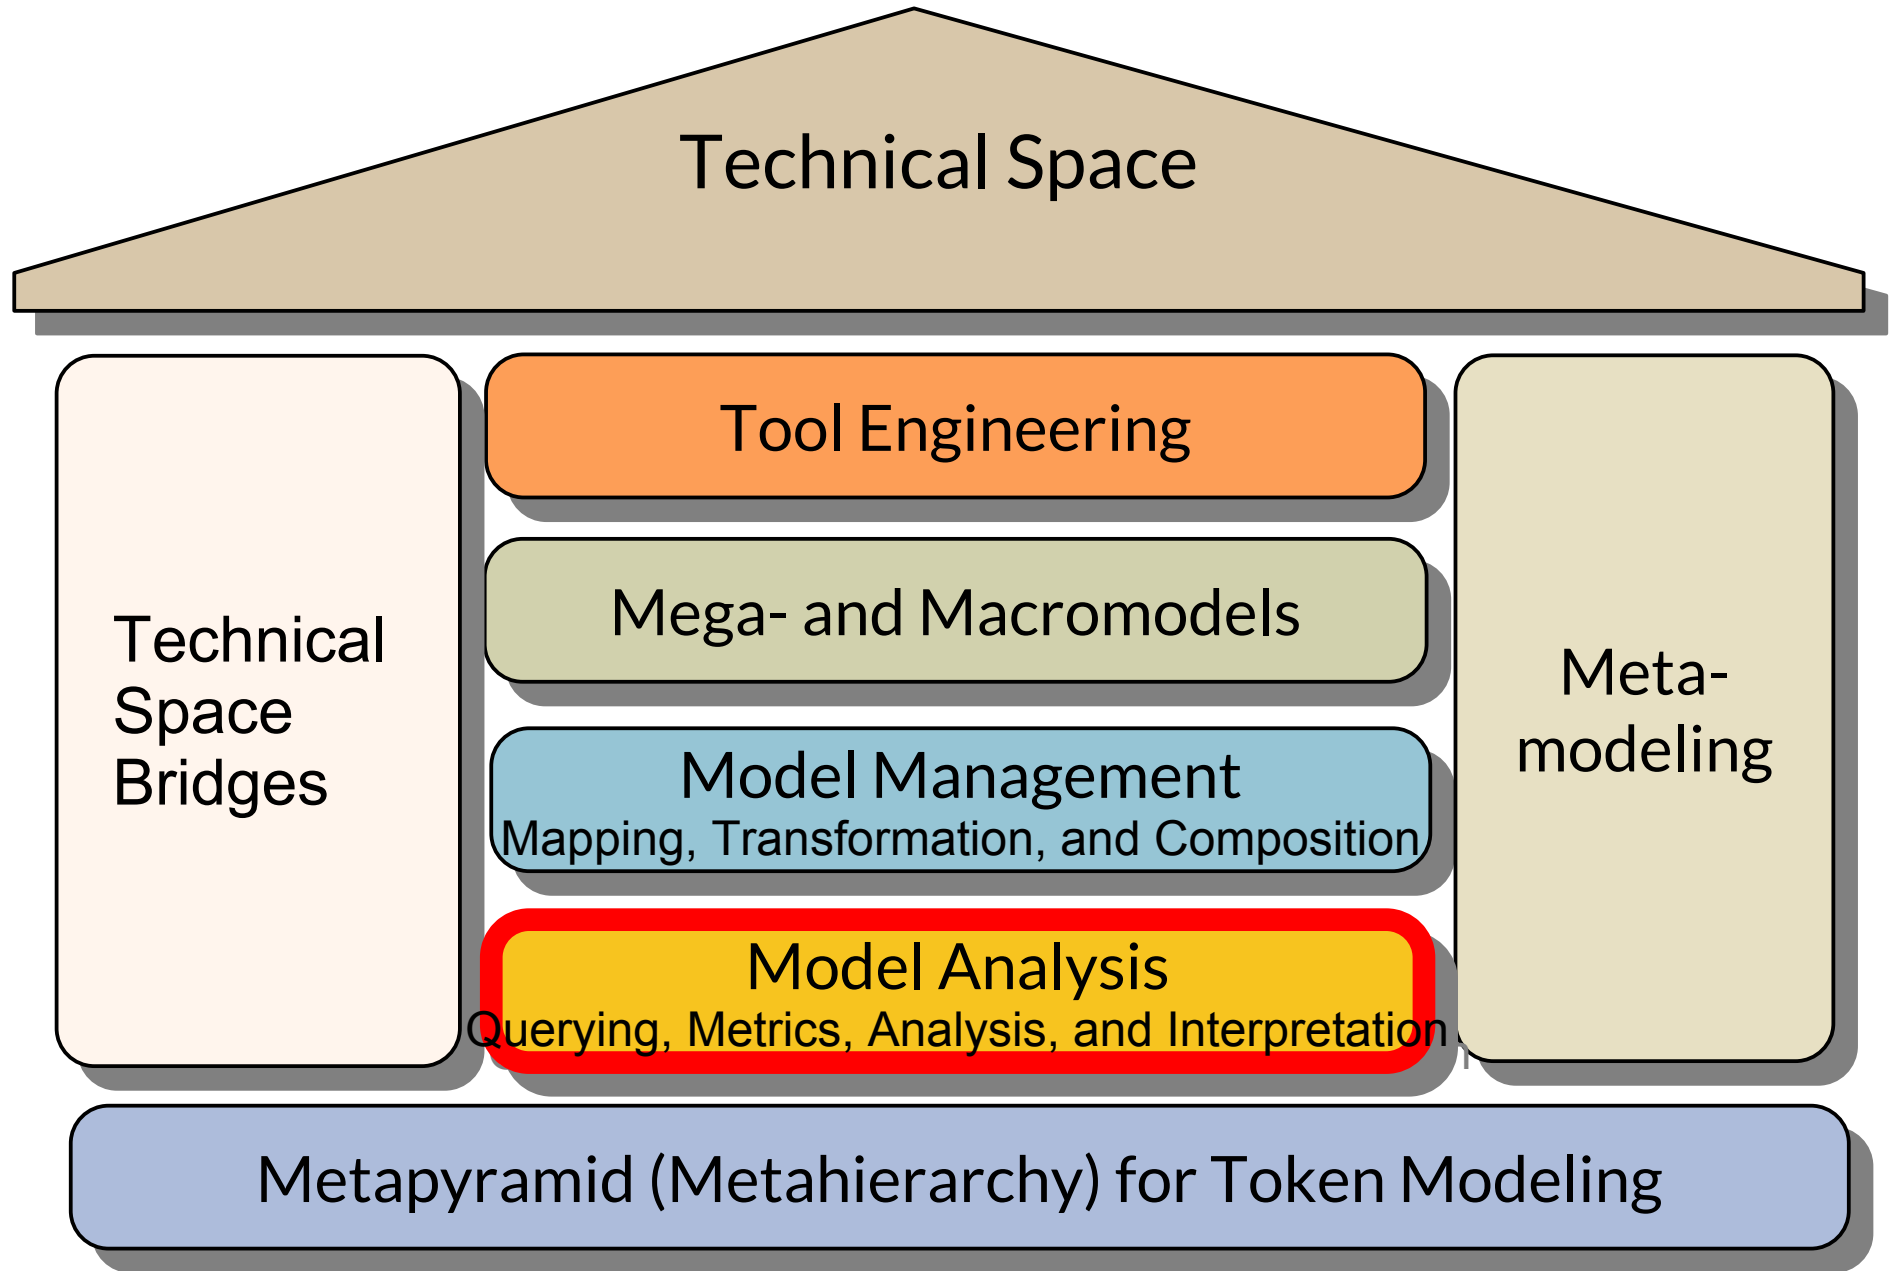 Technical Space
Tool Engineering
Mega- and Macromodels
Technical
Space
Bridges
Meta-
modeling
Model Management
Mapping, Transformation, and Composition
Model Analysis
Querying, Metrics, Analysis, and Interpretation
Metapyramid (Metahierarchy) for Token Modeling